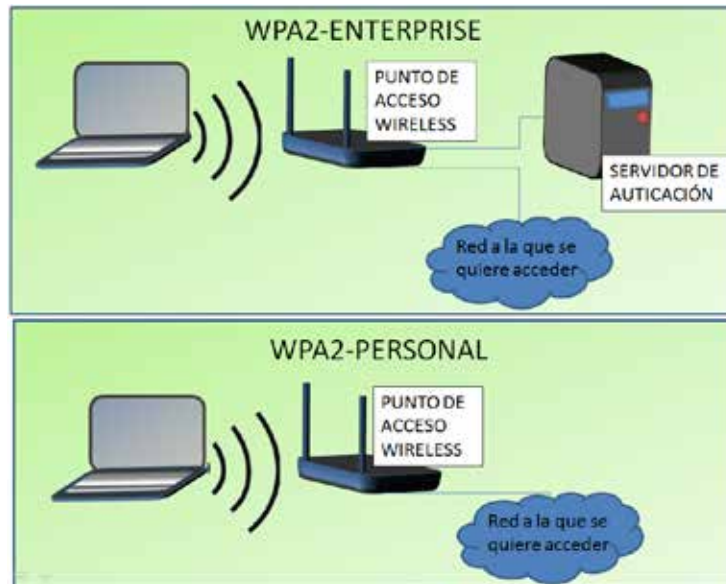 WPA2-ENTERPRISE
PUNTO DE
ACCESO
WIRELESS
SERVIDOR DE
AUTICACIÓN
Red a la que se
quiere acceder
WPA2-PERSONAL
PUNTO DE
ACCESO
WIRELESS
Red a la que se
quiere acceder